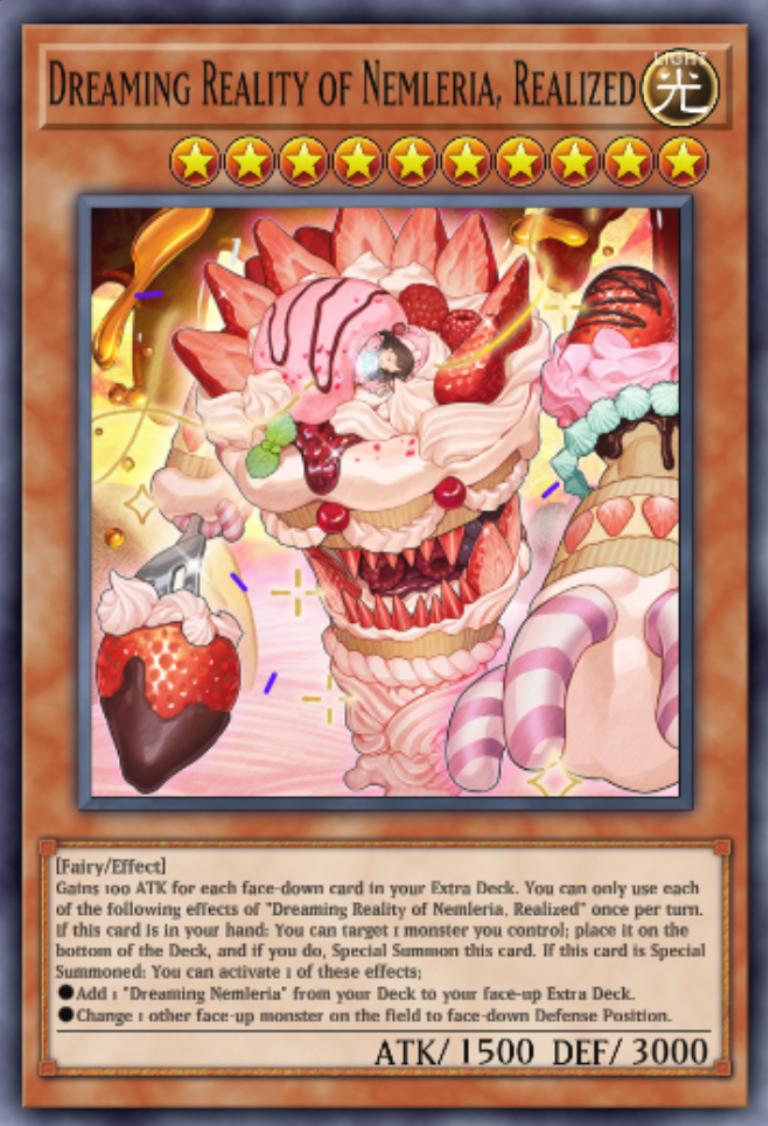 DREAMING REALITY OF NEMLERIA, REALIZED
LIGHT
光
[Fairy/Effect]
Gains 100 ATK for each face-down card in your Extra Deck. You can only use each
of the following effects of "Dreaming Reality of Nemleria, Realized" once per turn.
If this card is in your hand: You can target 1 monster you control; place it on the
bottom of the Deck, and if you do, Special Summon this card. If this card is Special
Summoned: You can activate 1 of these effects;
●Add 1 "Dreaming Nemleria" from your Deck to your face-up Extra Deck.
●Change 1 other face-up monster on the field to face-down Defense Position.
ATK/ 1500 DEF/ 3000